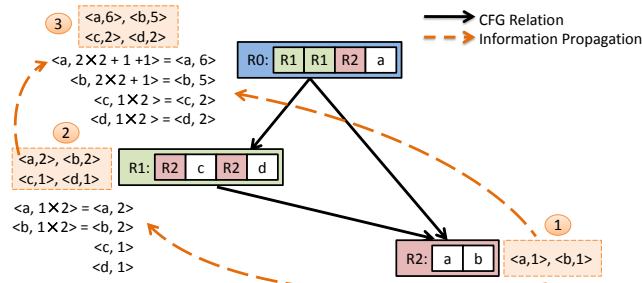 3
<a,6>, <b,5>
<c,2>, <d,2>
<a, 2×2 + 1 +1> = <a, 6>
<b, 2×2 + 1> = <b, 5>
<c, 1×2 > = <c, 2>
<d, 1×2 > = <d, 2>
R0: R1 R1 R2 a
CFG Relation
Information Propagation
2
<a,2>, <b,2>
<c,1>, <d,1>
R1: R2 c R2 d
<a, 1×2> = <a, 2>
<b, 1×2> = <b, 2>
<c, 1>
<d, 1>
R2: a b
1
<a,1>, <b,1>